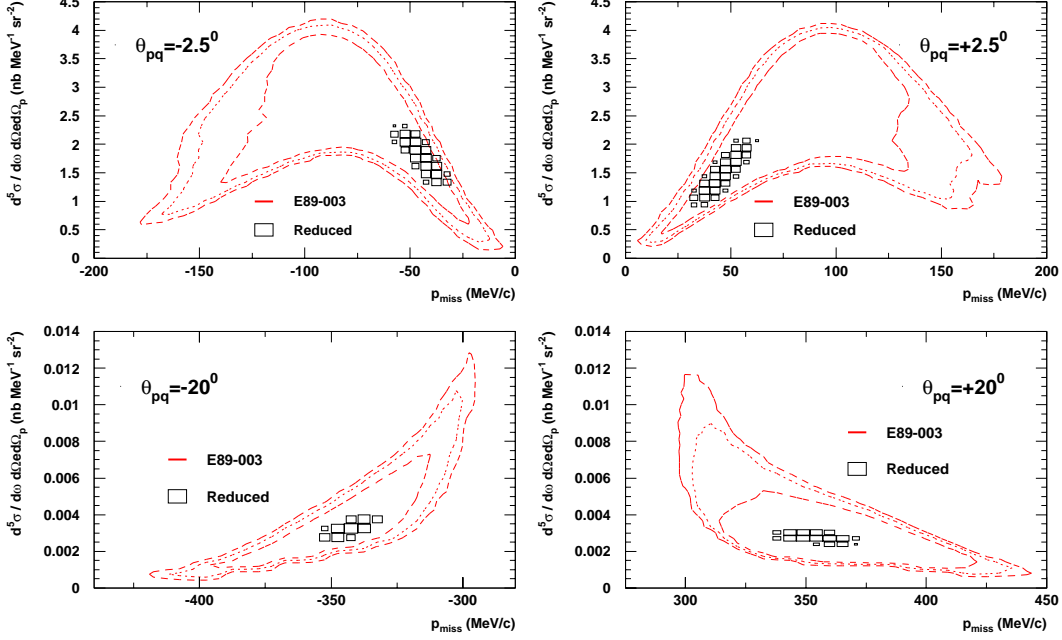 d⁵σ / dω dΩedΩₚ (nb MeV⁻¹ sr⁻²)
4.5
4
3.5
3
2.5
2
1.5
1
0.5
0
θpq=-2.5⁰
E89-003
Reduced
-200 -150 -100 -50 0
pmiss (MeV/c)
d⁵σ / dω dΩedΩₚ (nb MeV⁻¹ sr⁻²)
4.5
4
3.5
3
2.5
2
1.5
1
0.5
0
θpq=+2.5⁰
E89-003
Reduced
0 50 100 150 200
pmiss (MeV/c)
d⁵σ / dω dΩedΩₚ (nb MeV⁻¹ sr⁻²)
0.014
0.012
0.01
0.008
0.006
0.004
0.002
0
θpq=-20⁰
E89-003
Reduced
-400 -350 -300
pmiss (MeV/c)
d⁵σ / dω dΩedΩₚ (nb MeV⁻¹ sr⁻²)
0.014
0.012
0.01
0.008
0.006
0.004
0.002
0
θpq=+20⁰
E89-003
Reduced
300 350 400 450
pmiss (MeV/c)